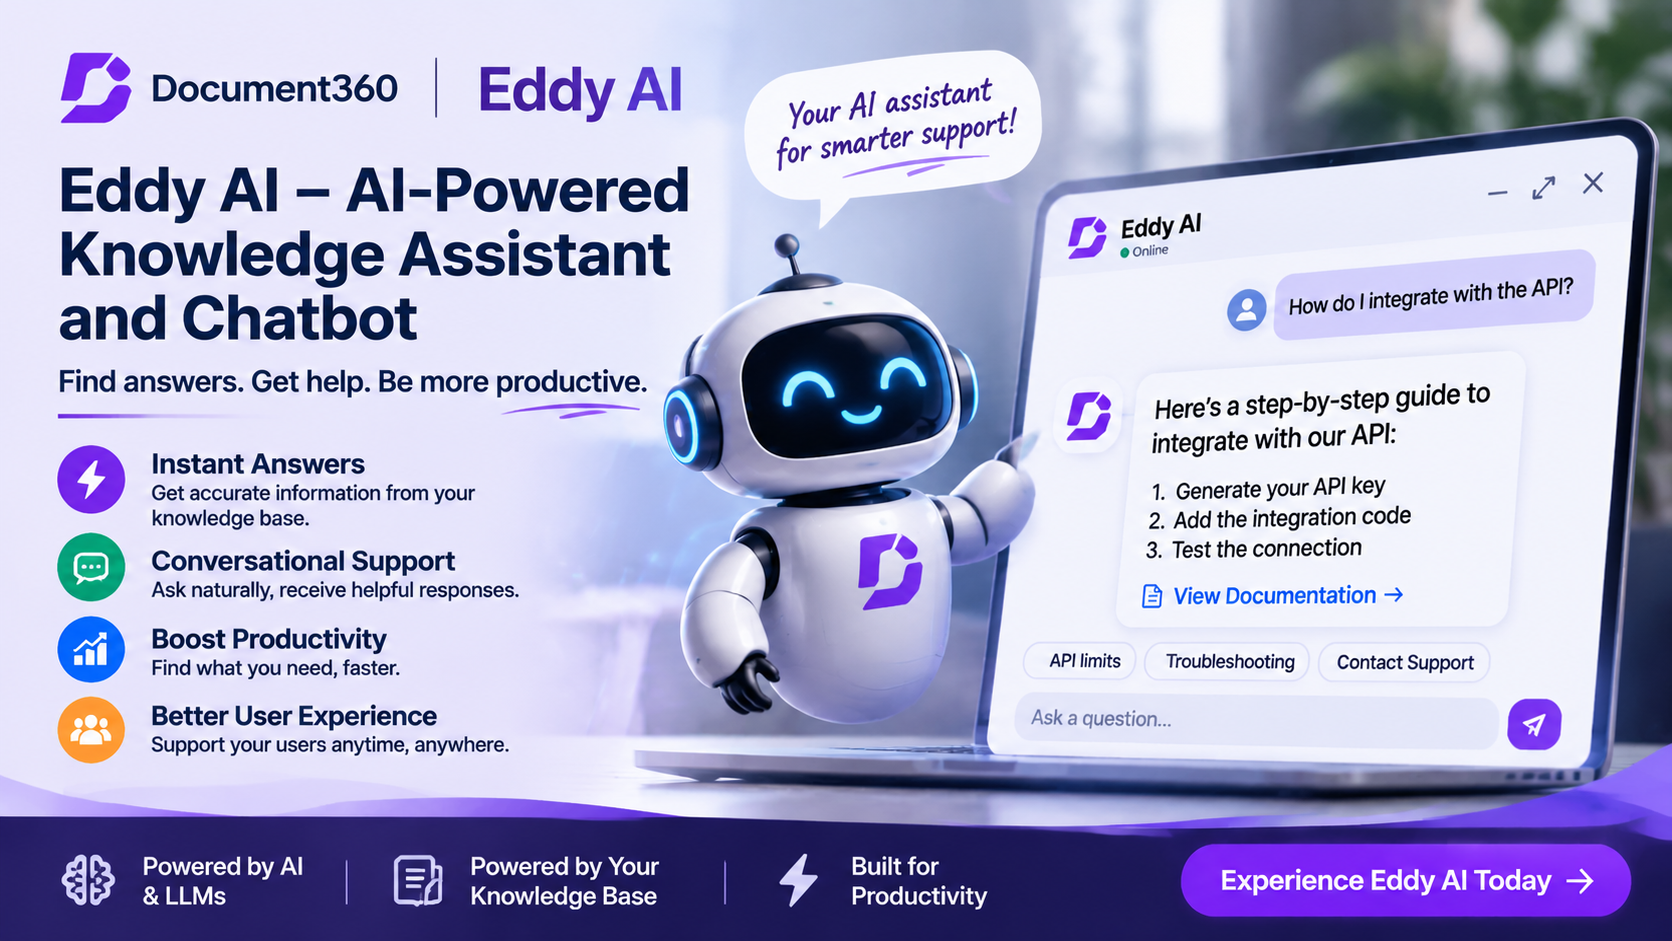 Document360
Eddy AI
Your AI assistant
for smarter support!
Eddy AI – AI-Powered
Knowledge Assistant
and Chatbot
Find answers. Get help. Be more productive.
Instant Answers
Get accurate information from your
knowledge base.
Conversational Support
Ask naturally, receive helpful responses.
Boost Productivity
Find what you need, faster.
Better User Experience
Support your users anytime, anywhere.
Eddy AI
Online
How do I integrate with the API?
Here's a step-by-step guide to
integrate with our API:
1. Generate your API key
2. Add the integration code
3. Test the connection
View Documentation →
API limits
Troubleshooting
Contact Support
Ask a question...
Powered by AI
& LLMs
Powered by Your
Knowledge Base
Built for
Productivity
Experience Eddy AI Today →